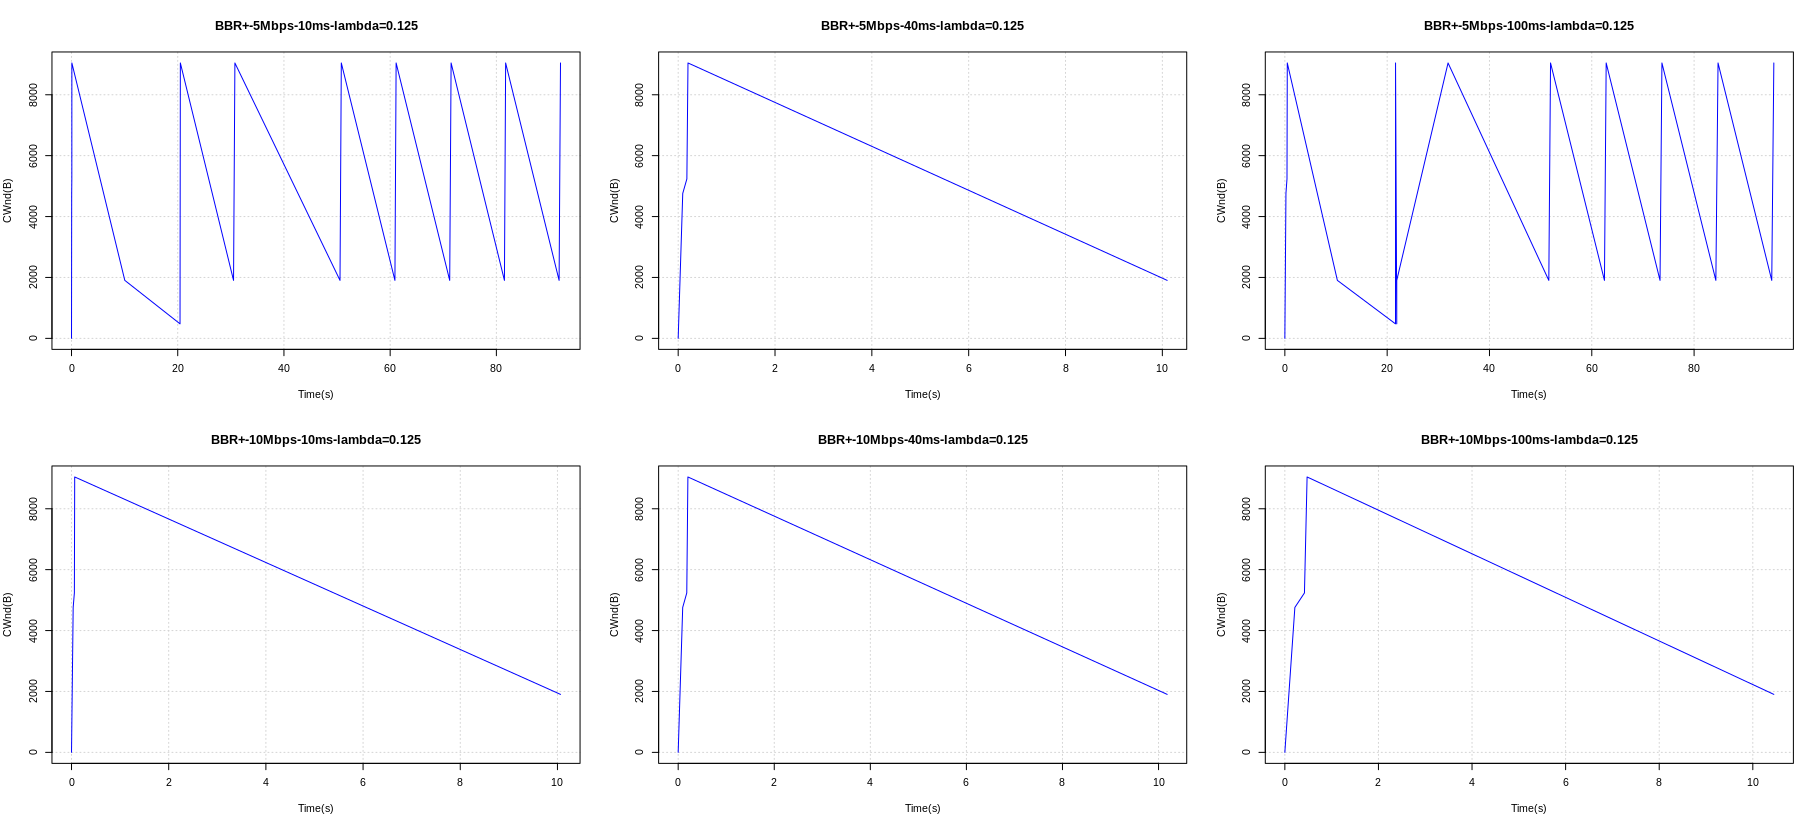 BBR+-5Mbps-10ms-lambda=0.125
CWnd(B)
0 2000 4000 6000 8000
0 20 40 60 80
Time(s)
BBR+-5Mbps-40ms-lambda=0.125
CWnd(B)
0 2000 4000 6000 8000
0 2 4 6 8 10
Time(s)
BBR+-5Mbps-100ms-lambda=0.125
CWnd(B)
0 2000 4000 6000 8000
0 20 40 60 80
Time(s)
BBR+-10Mbps-10ms-lambda=0.125
CWnd(B)
0 2000 4000 6000 8000
0 2 4 6 8 10
Time(s)
BBR+-10Mbps-40ms-lambda=0.125
CWnd(B)
0 2000 4000 6000 8000
0 2 4 6 8 10
Time(s)
BBR+-10Mbps-100ms-lambda=0.125
CWnd(B)
0 2000 4000 6000 8000
0 2 4 6 8 10
Time(s)